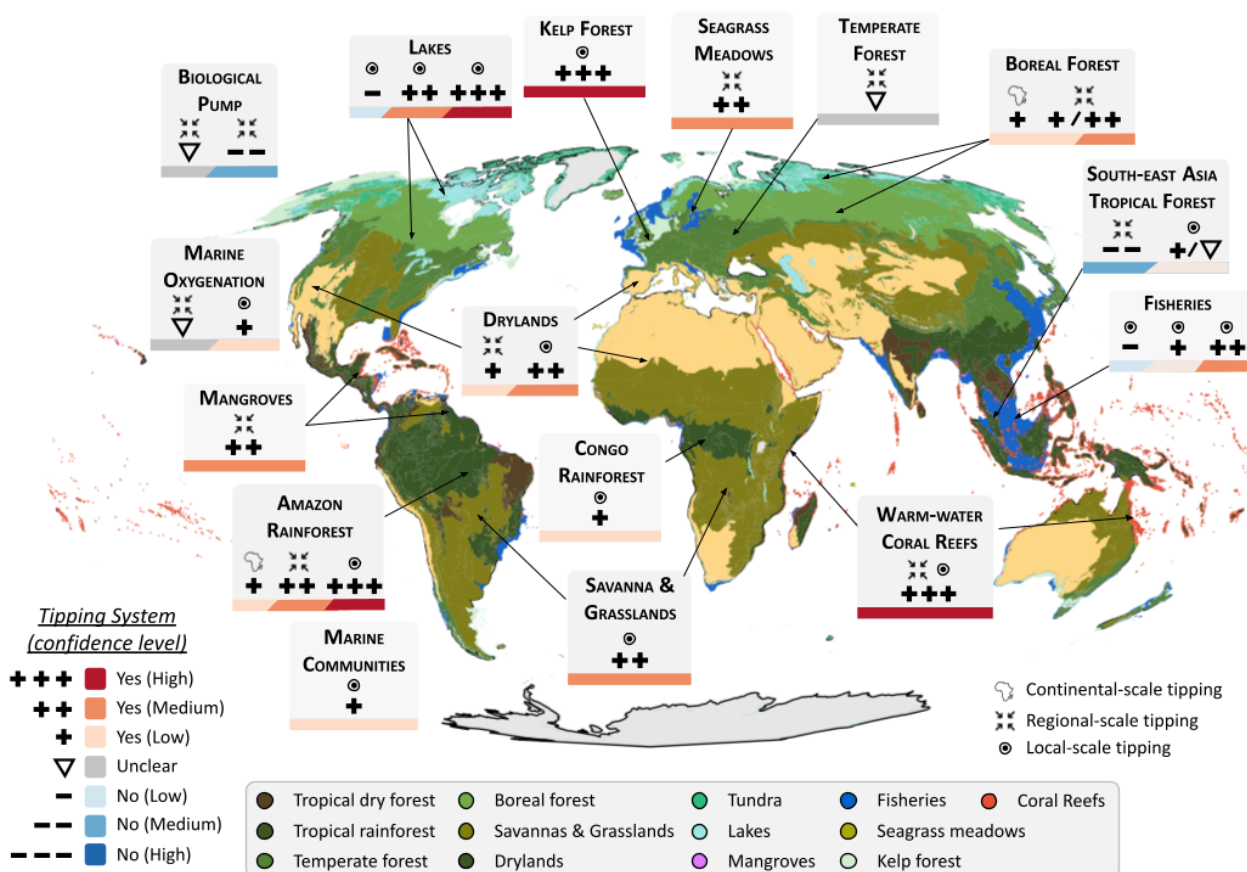 KELP FOREST
SEAGRASS
MEADOWS
TEMPERATE
FOREST
LAKES
BOREAL FOREST
BIOLOGICAL
PUMP
- ++ +++
+++
++
+ +/++
--
SOUTH-EAST ASIA
TROPICAL FOREST
-- +/
MARINE
OXYGENATION
+
DRYLANDS
+ ++
FISHERIES
- + ++
MANGROVES
++
CONGO
RAINFOREST
+
AMAZON
RAINFOREST
+ ++ +++
WARM-WATER
CORAL REEFS
+++
SAVANNA &
GRASSLANDS
++
MARINE
COMMUNITIES
+
Tipping System
(confidence level)
+++ Yes (High)
++ Yes (Medium)
+ Yes (Low)
Unclear
- No (Low)
-- No (Medium)
--- No (High)
Continental-scale tipping
Regional-scale tipping
Local-scale tipping
Tropical dry forest
Boreal forest
Tundra
Fisheries
Coral Reefs
Tropical rainforest
Savannas & Grasslands
Lakes
Seagrass meadows
Temperate forest
Drylands
Mangroves
Kelp forest